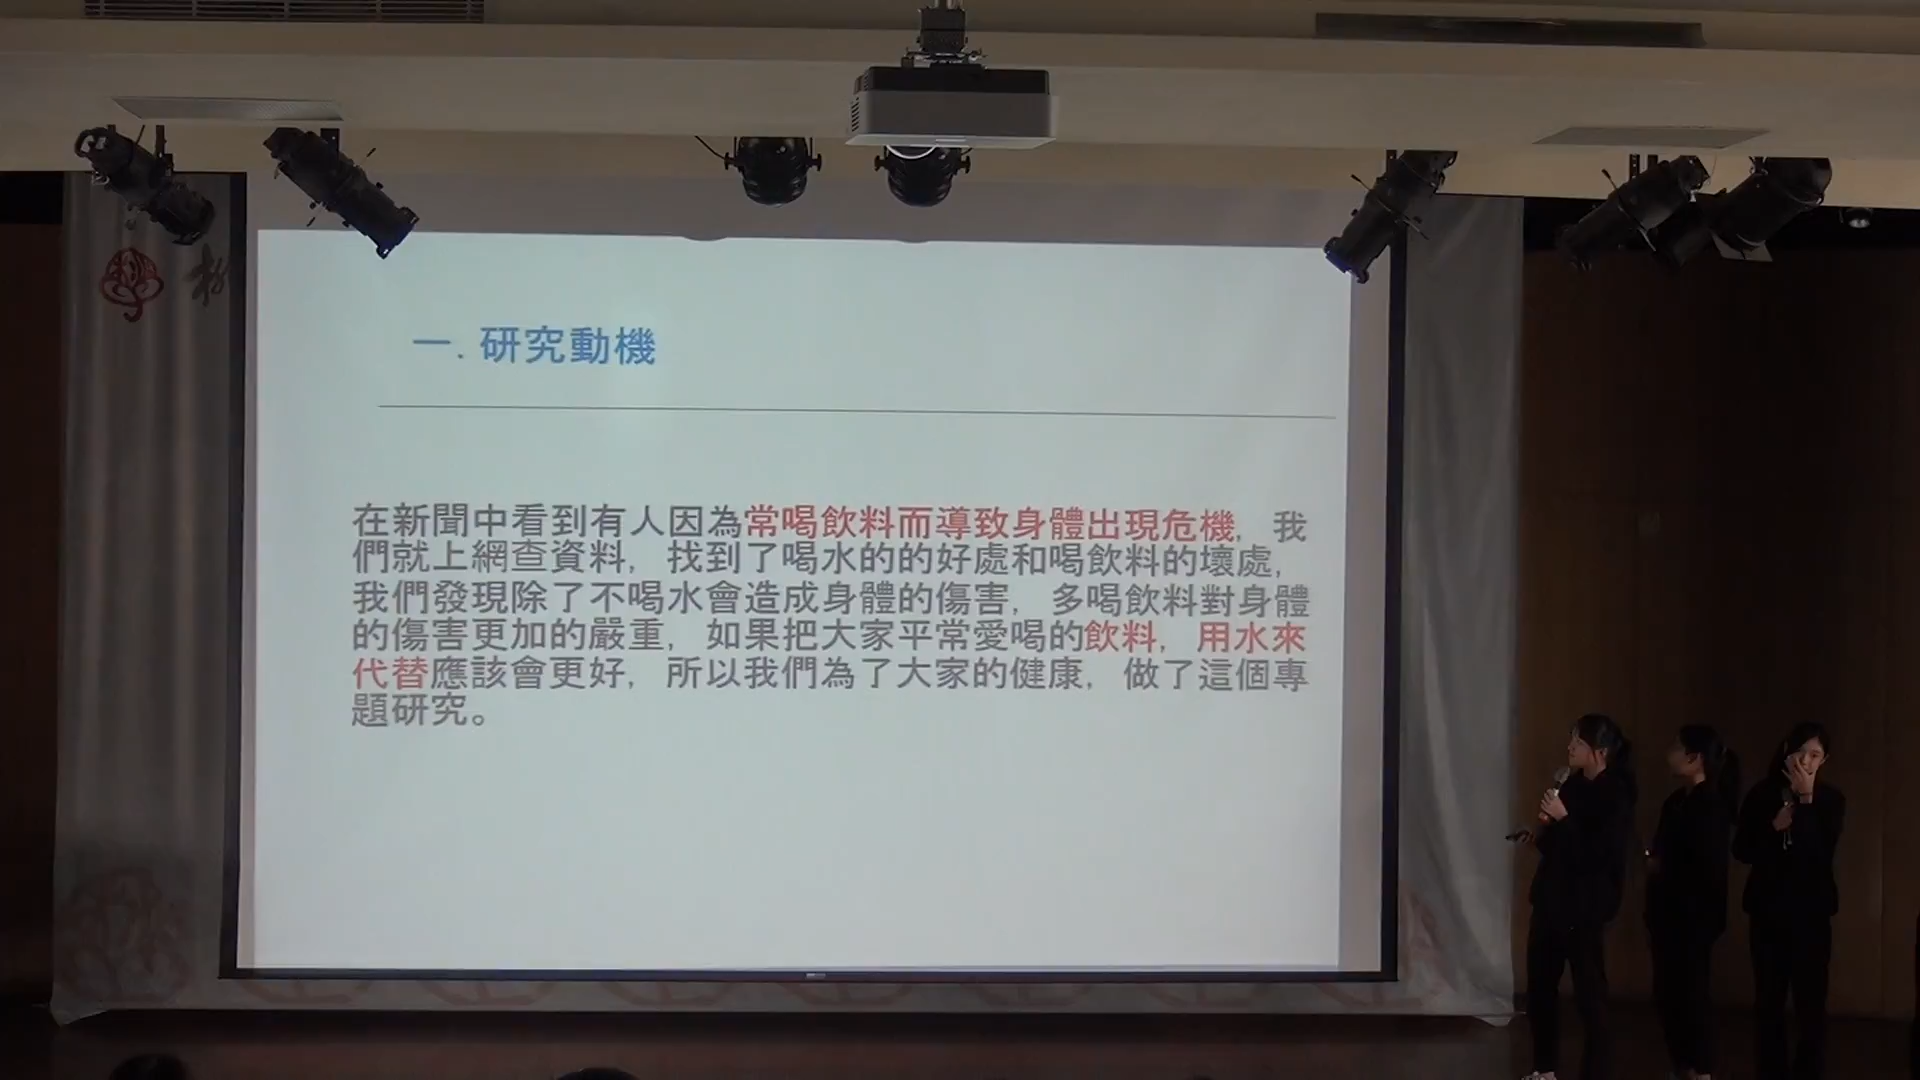 一. 研究動機
在新聞中看到有人因為常喝飲料而導致身體出現危機，我
們就上網查資料，找到了喝水的的好處和喝飲料的壞處，
我們發現除了不喝水會造成身體的傷害，多喝飲料對身體
的傷害更加的嚴重，如果把大家平常愛喝的飲料，用水來
代替應該會更好，所以我們為了大家的健康，做了這個專
題研究。